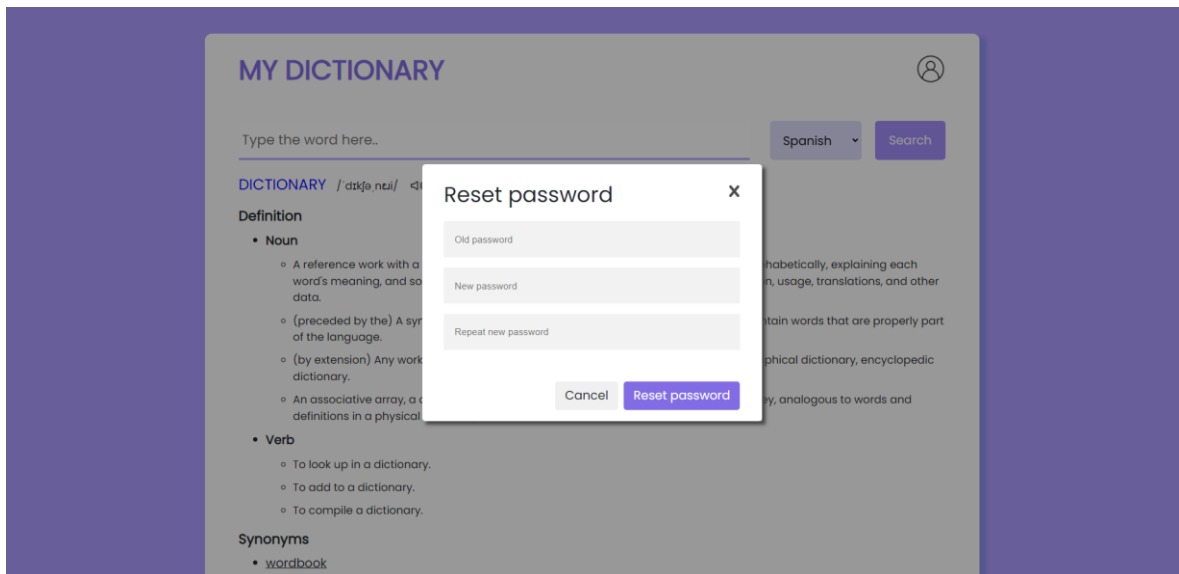 MY DICTIONARY
Type the word here..
Spanish
Search
DICTIONARY
Definition
• Noun
A reference work with a
habetically, explaining each
word's meaning, and so
n, usage, translations, and other
data.
(preceded by the) A syn
tain words that are properly part
of the language.
(by extension) Any work
phical dictionary, encyclopedic
dictionary.
An associative array, a
y, analogous to words and
definitions in a physical
Reset password
X
Old password
New password
Repeat new password
Cancel
Reset password
• Verb
To look up in a dictionary.
To add to a dictionary.
To compile a dictionary.
Synonyms
• wordbook